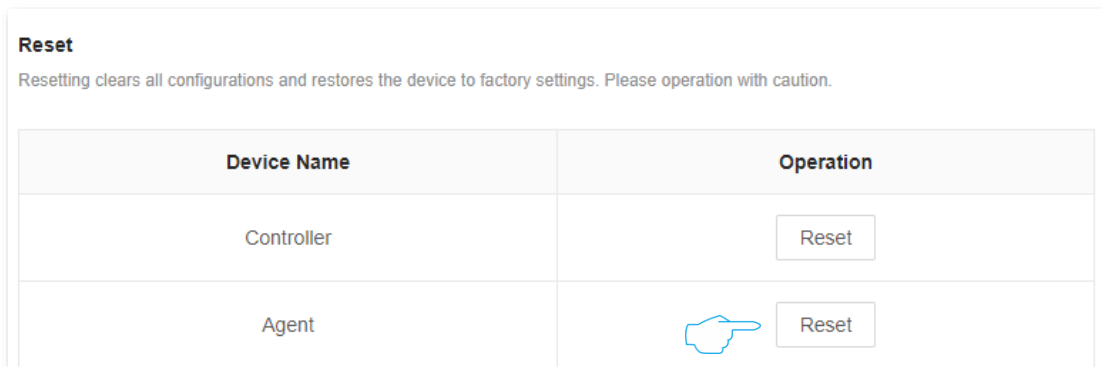 Reset
Resetting clears all configurations and restores the device to factory settings. Please operation with caution.
Device Name Operation
Controller Reset
Agent Reset